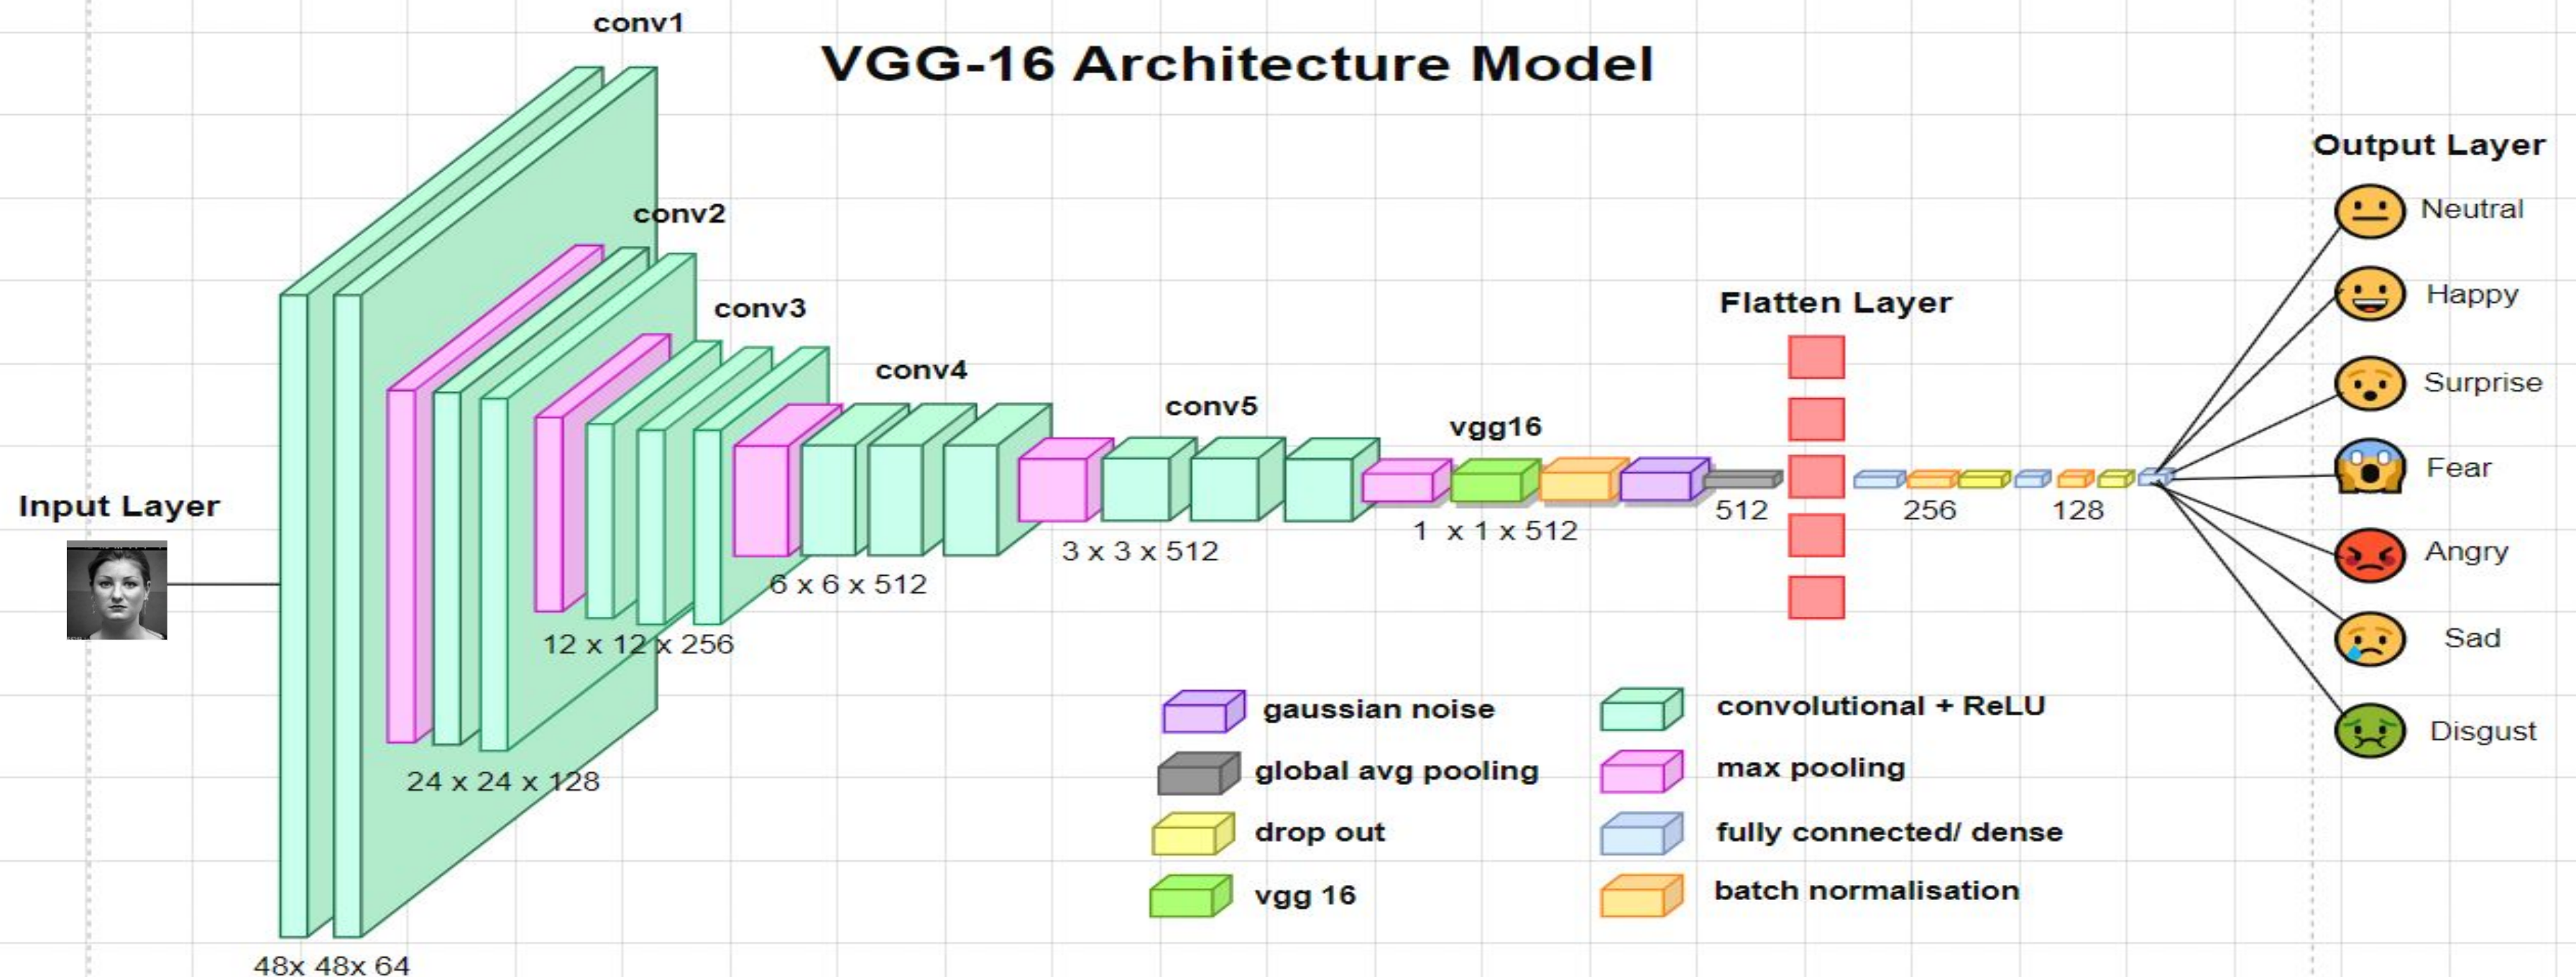 conv1
VGG-16 Architecture Model
Output Layer
Neutral
conv2
Happy
Flatten Layer
conv3
conv4
Surprise
conv5
vgg16
Fear
Input Layer
512
256
128
1 x 1 x 512
3 x 3 x 512
Angry
6 x 6 x 512
12 x 12 x 256
Sad
gaussian noise
convolutional + ReLU
Disgust
global avg pooling
max pooling
24 x 24 x 128
drop out
fully connected/ dense
vgg 16
batch normalisation
48x 48x 64